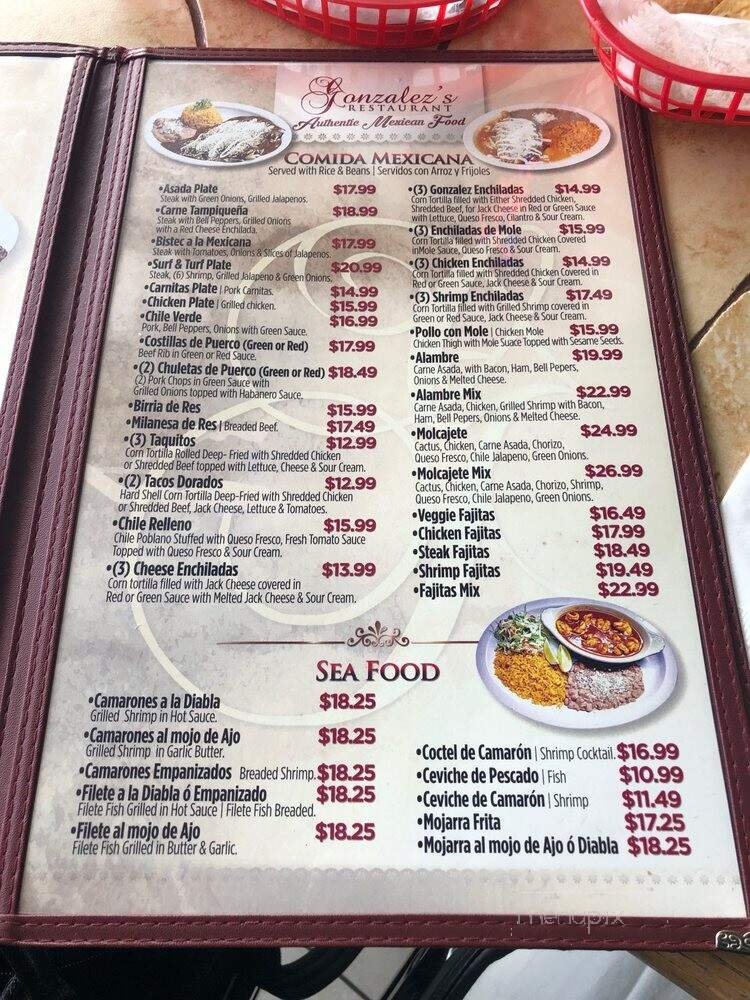 Gonzalez's
RESTAURANT
Authentic Mexican Food
COMIDA MEXICANA
Served with Rice & Beans | Servidos con Arroz y Frijoles
•Asada Plate $17.99
Steak with Green Onions, Grilled Jalapenos.
•Carne Tampiqueña $18.99
Steak with Bell Peppers, Grilled Onions
with a Red Cheese Enchilada.
•Bistec a la Mexicana $17.99
Steak with Tomatoes, Onions & Slices of Jalapenos.
•Surf & Turf Plate $20.99
Steak, (6) Shrimp, Grilled Jalapeno & Green Onions.
•Carnitas Plate | Pork Carnitas. $14.99
•Chicken Plate | Grilled chicken. $15.99
•Chile Verde $16.99
Pork, Bell Peppers, Onions with Green Sauce.
•Costillas de Puerco (Green or Red) $17.99
Beef Rib in Green or Red Sauce.
•(2) Chuletas de Puerco (Green or Red) $18.49
(2) Pork Chops in Green Sauce with
Grilled Onions topped with Habanero Sauce.
•Birria de Res $15.99
•Milanesa de Res | Breaded Beef. $17.49
•(3) Taquitos $12.99
Corn Tortilla Rolled Deep- Fried with Shredded Chicken
or Shredded Beef topped with Lettuce, Cheese & Sour Cream.
•(2) Tacos Dorados $12.99
Hard Shell Corn Tortilla Deep-Fried with Shredded Chicken
or Shredded Beef, Jack Cheese, Lettuce & Tomatoes.
•Chile Relleno $15.99
Chile Poblano Stuffed with Queso Fresco, Fresh Tomato Sauce
Topped with Queso Fresco & Sour Cream.
•(3) Cheese Enchiladas $13.99
Corn tortilla filled with Jack Cheese covered in
Red or Green Sauce with Melted Jack Cheese & Sour Cream.
•(3) Gonzalez Enchiladas $14.99
Corn Tortilla filled with Either Shredded Chicken,
Shredded Beef, for Jack Cheese in Red or Green Sauce
with Lettuce, Queso Fresco, Cilantro & Sour Cream.
•(3) Enchiladas de Mole $15.99
Corn Tortilla filled with Shredded Chicken Covered
inMole Sauce, Queso Fresco & Sour Cream.
•(3) Chicken Enchiladas $14.99
Corn Tortilla filled with Shredded Chicken Covered in
Red or Green Sauce, Jack Cheese & Sour Cream.
•(3) Shrimp Enchiladas $17.49
Corn Tortilla filled with Grilled Shrimp covered in
Green or Red Sauce, Jack Cheese & Sour Cream.
•Pollo con Mole | Chicken Mole $15.99
Chicken Thigh with Mole Suace Topped with Sesame Seeds.
•Alambre $19.99
Carne Asada, with Bacon, Ham, Bell Pepers,
Onions & Melted Cheese.
•Alambre Mix $22.99
Carne Asada, Chicken, Grilled Shrimp with Bacon,
Ham, Bell Pepers, Onions & Melted Cheese.
•Molcajete $24.99
Cactus, Chicken, Carne Asada, Chorizo,
Queso Fresco, Chile Jalapeno, Green Onions.
•Molcajete Mix $26.99
Cactus, Chicken, Carne Asada, Chorizo, Shrimp,
Queso Fresco, Chile Jalapeno, Green Onions.
•Veggie Fajitas $16.49
•Chicken Fajitas $17.99
•Steak Fajitas $18.49
•Shrimp Fajitas $19.49
•Fajitas Mix $22.99
SEA FOOD
•Camarones a la Diabla $18.25
Grilled Shrimp in Hot Sauce.
•Camarones al mojo de Ajo $18.25
Grilled Shrimp in Garlic Butter.
•Camarones Empanizados Breaded Shrimp. $18.25
•Filete a la Diabla ó Empanizado $18.25
Filete Fish Grilled in Hot Sauce | Filete Fish Breaded.
•Filete al mojo de Ajo $18.25
Filete Fish Grilled in Butter & Garlic.
•Coctel de Camarón | Shrimp Cocktail. $16.99
•Ceviche de Pescado | Fish $10.99
•Ceviche de Camarón | Shrimp $11.49
•Mojarra Frita $17.25
•Mojarra al mojo de Ajo ó Diabla $18.25
menupix